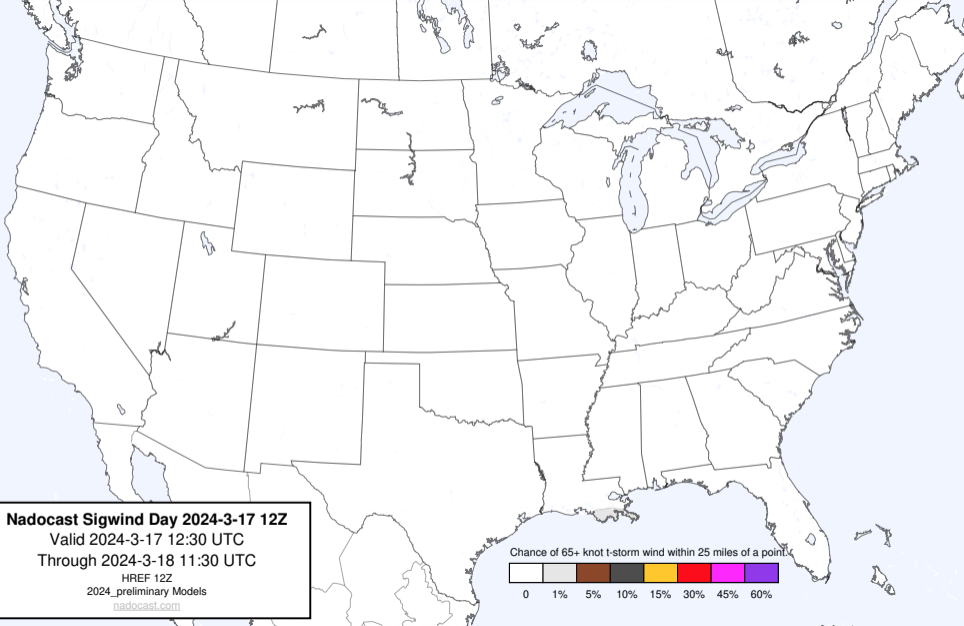 Nadocast Sigwind Day 2024-3-17 12Z
Valid 2024-3-17 12:30 UTC
Through 2024-3-18 11:30 UTC
HREF 12Z
2024_preliminary Models
nadocast.com
Chance of 65+ knot t-storm wind within 25 miles of a point.
0 1% 5% 10% 15% 30% 45% 60%